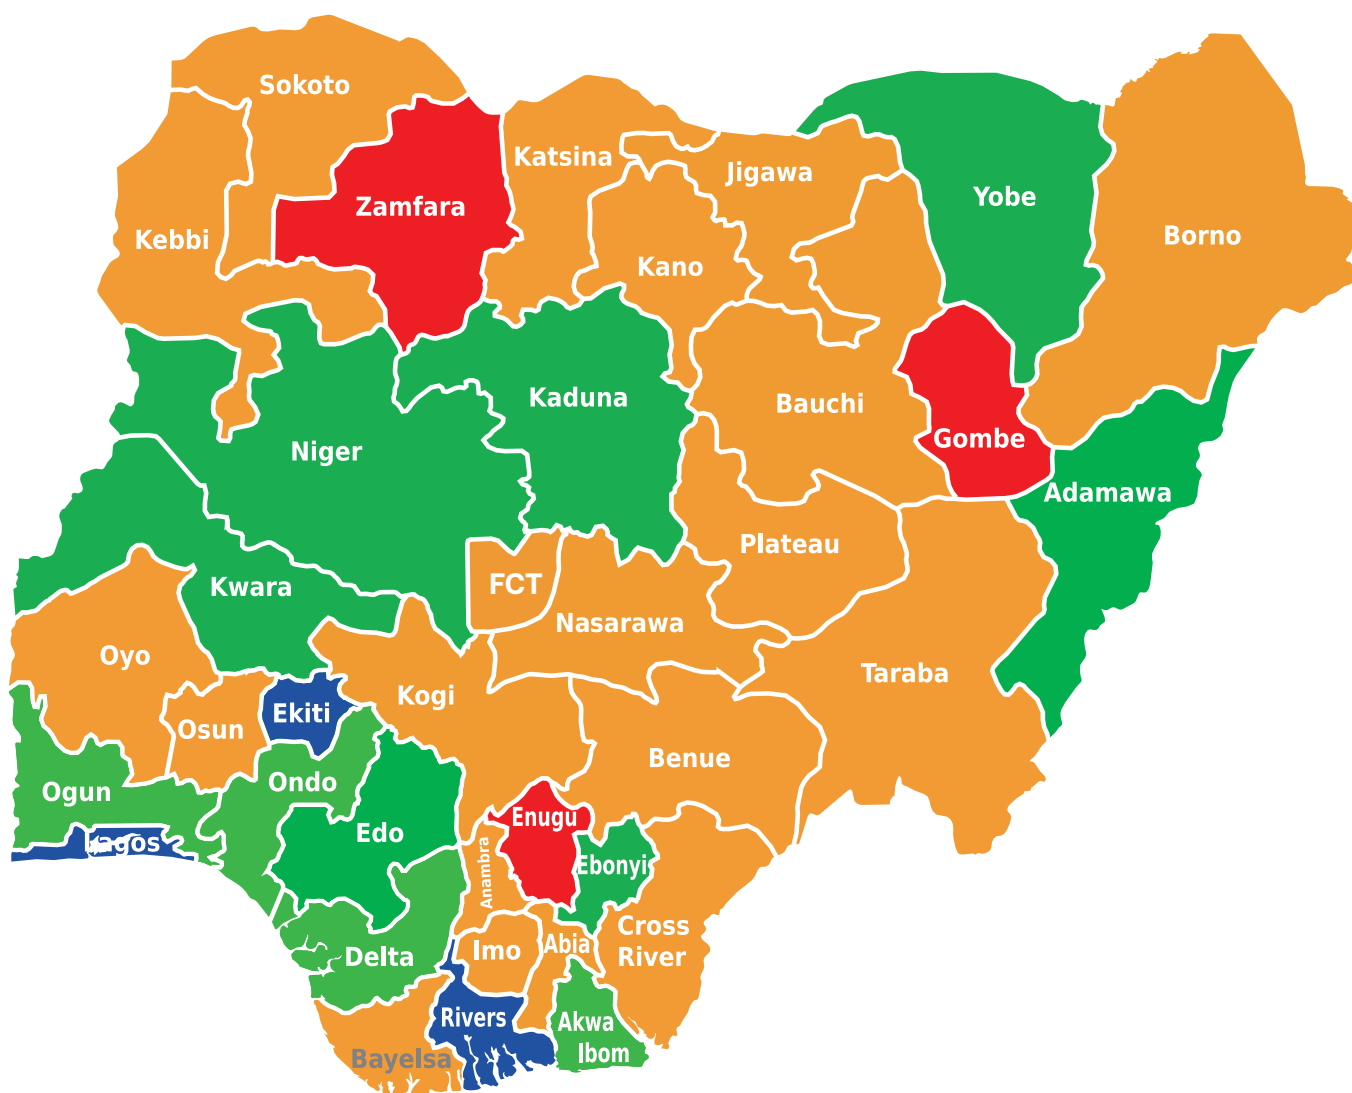 Sokoto
Katsina
Jigawa
Zamfara
Yobe
Borno
Kebbi
Kano
Kaduna
Bauchi
Gombe
Niger
Adamawa
Plateau
FCT
Kwara
Nasarawa
Oyo
Taraba
Kogi
Ekiti
Osun
Benue
Ondo
Ogun
Enugu
Edo
Lagos
Ebonyi
Anambra
Cross
River
Imo
Abia
Delta
Rivers
Akwa
Ibom
Bayelsa